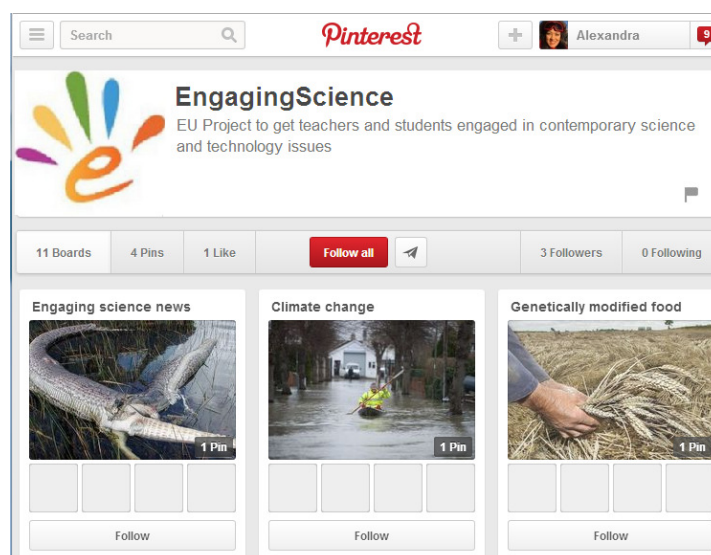 Search
Pinterest
Alexandra
9
e
EngagingScience
EU Project to get teachers and students engaged in contemporary science
and technology issues
11 Boards
4 Pins
1 Like
Follow all
3 Followers
0 Following
Engaging science news
Climate change
Genetically modified food
1 Pin
1 Pin
1 Pin
Follow
Follow
Follow